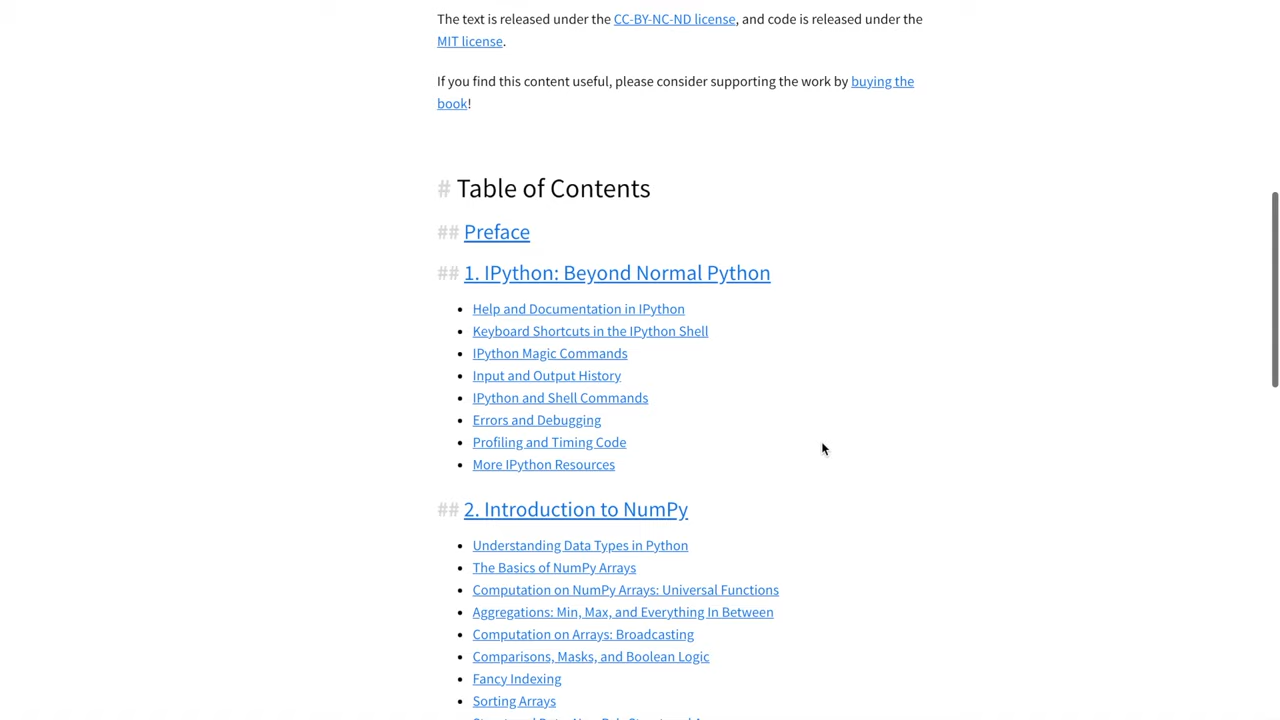 The text is released under the CC-BY-NC-ND license, and code is released under the
MIT license.
If you find this content useful, please consider supporting the work by buying the
book!
# Table of Contents
## Preface
## 1. IPython: Beyond Normal Python
• Help and Documentation in IPython
• Keyboard Shortcuts in the IPython Shell
• IPython Magic Commands
• Input and Output History
• IPython and Shell Commands
• Errors and Debugging
• Profiling and Timing Code
• More IPython Resources
## 2. Introduction to NumPy
• Understanding Data Types in Python
• The Basics of NumPy Arrays
• Computation on NumPy Arrays: Universal Functions
• Aggregations: Min, Max, and Everything In Between
• Computation on Arrays: Broadcasting
• Comparisons, Masks, and Boolean Logic
• Fancy Indexing
• Sorting Arrays